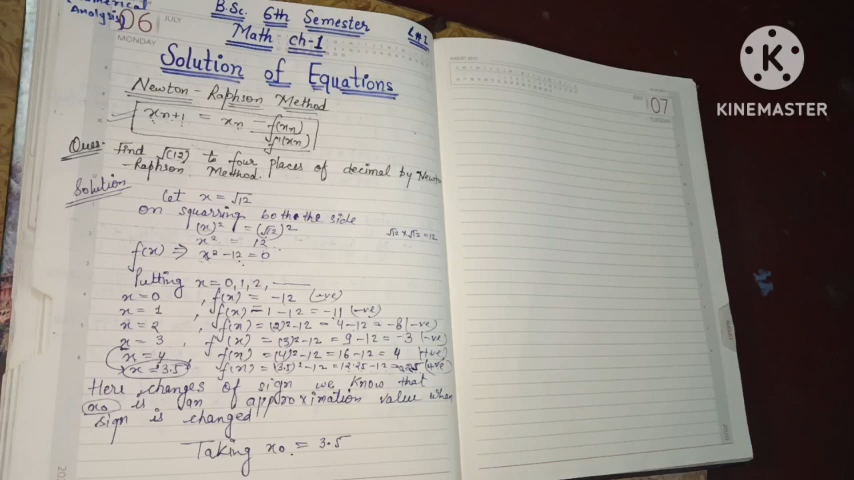 Numerical
Analysis)
06
JULY
MONDAY
B.Sc. 6th Semester
Math ch-1
L#1
Solution of Equations
Newton-Raphson Method
xn+1 = xn - f(xn)/f'(xn)
Ques- Find √(12) to four places of decimal by Newton
-Raphson Method.
Solution
Let x = √12
on squarring both the side
(x)² = (√12)²
√12 x √12 = 12
x² = 12
f(x) ⇒ x² - 12 = 0
Putting x = 0, 1, 2, ——
x = 0 , f(x) = -12 (-ve)
x = 1 , f(x) = 1 - 12 = -11 (-ve)
x = 2 , f(x) = (2)² - 12 = 4 - 12 = -8 (-ve)
x = 3 , f(x) = (3)² - 12 = 9 - 12 = -3 (-ve)
x = 4 , f(x) = (4)² - 12 = 16 - 12 = 4 (+ve)
x = 3.5 f(x) = (3.5)² - 12 = 12.25 - 12 = (+ve)
Here changes of sign we know that
x0 is an approximation value when
sign is changed
Taking x0 = 3.5
07
TUESDAY
KINEMASTER